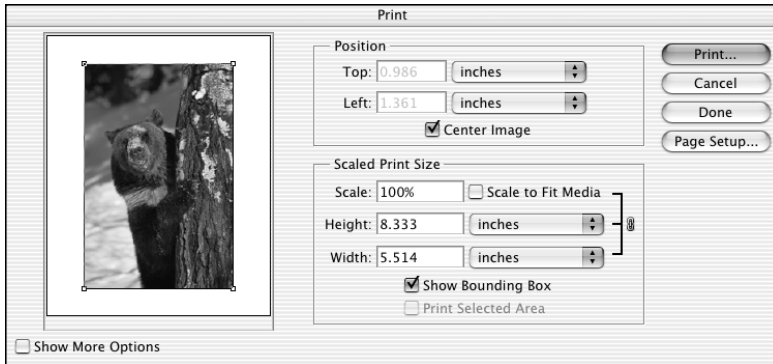 Print
Position
Top: 0.986 inches
Left: 1.361 inches
Center Image
Print...
Cancel
Done
Page Setup...
Scaled Print Size
Scale: 100% Scale to Fit Media
Height: 8.333 inches
Width: 5.514 inches
Show Bounding Box
Print Selected Area
Show More Options